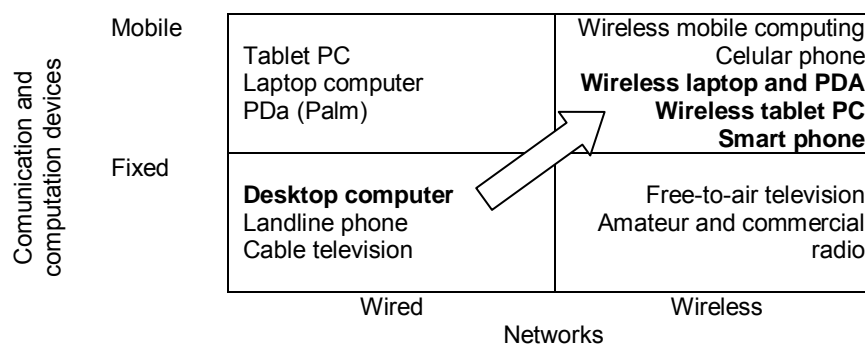 Comunication and
computation devices
Mobile
Tablet PC
Laptop computer
PDa (Palm)
Wireless mobile computing
Celular phone
Wireless laptop and PDA
Wireless tablet PC
Smart phone
Fixed
Desktop computer
Landline phone
Cable television
Free-to-air television
Amateur and commercial
radio
Wired
Wireless
Networks